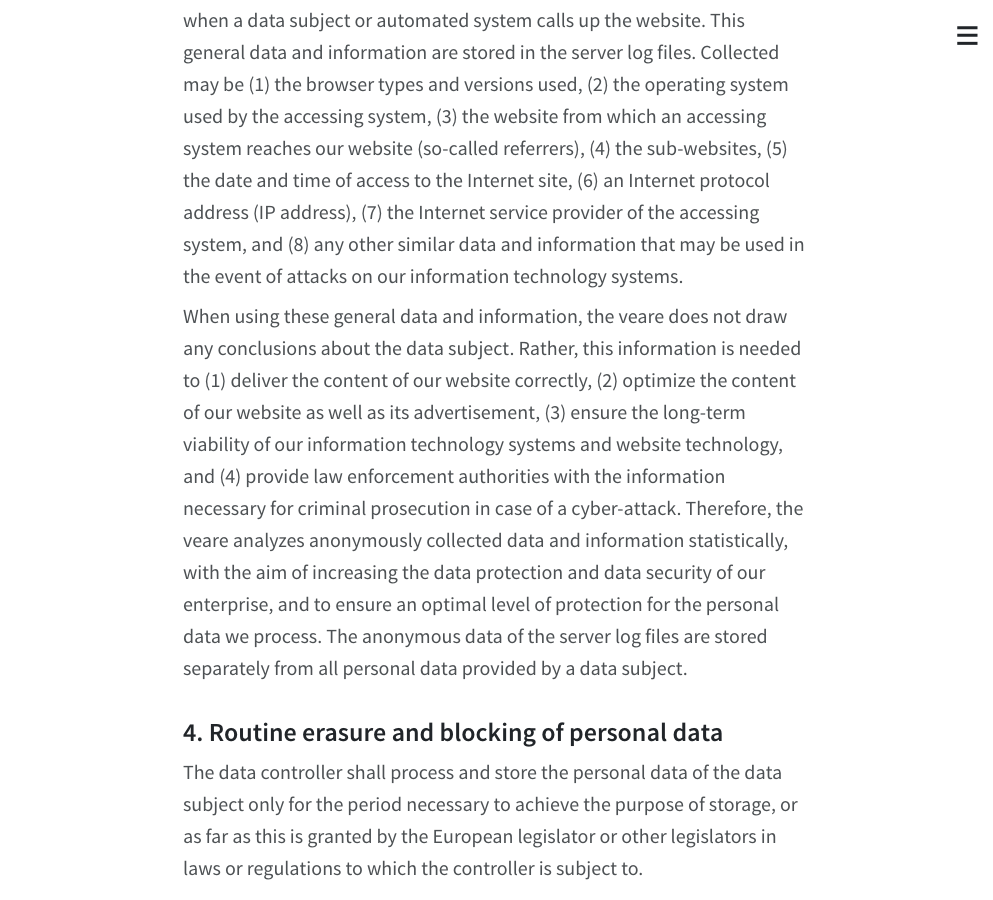 when a data subject or automated system calls up the website. This
general data and information are stored in the server log files. Collected
may be (1) the browser types and versions used, (2) the operating system
used by the accessing system, (3) the website from which an accessing
system reaches our website (so-called referrers), (4) the sub-websites, (5)
the date and time of access to the Internet site, (6) an Internet protocol
address (IP address), (7) the Internet service provider of the accessing
system, and (8) any other similar data and information that may be used in
the event of attacks on our information technology systems.
When using these general data and information, the veare does not draw
any conclusions about the data subject. Rather, this information is needed
to (1) deliver the content of our website correctly, (2) optimize the content
of our website as well as its advertisement, (3) ensure the long-term
viability of our information technology systems and website technology,
and (4) provide law enforcement authorities with the information
necessary for criminal prosecution in case of a cyber-attack. Therefore, the
veare analyzes anonymously collected data and information statistically,
with the aim of increasing the data protection and data security of our
enterprise, and to ensure an optimal level of protection for the personal
data we process. The anonymous data of the server log files are stored
separately from all personal data provided by a data subject.
4. Routine erasure and blocking of personal data
The data controller shall process and store the personal data of the data
subject only for the period necessary to achieve the purpose of storage, or
as far as this is granted by the European legislator or other legislators in
laws or regulations to which the controller is subject to.